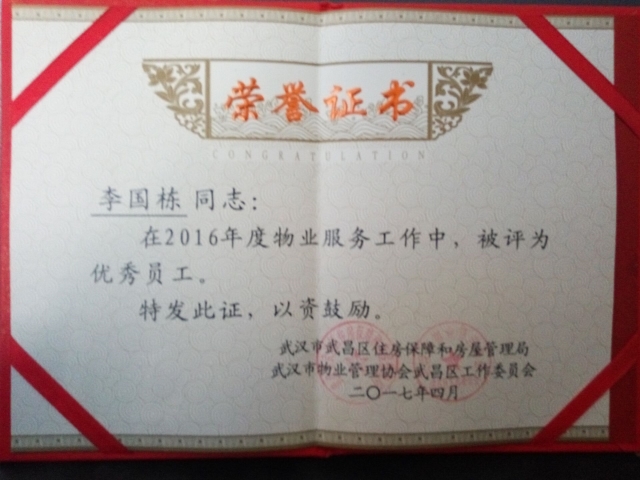 荣誉证书
CONGRATULATION
李国栋同志：
在2016年度物业服务工作中，被评为
优秀员工。
特发此证，以资鼓励。
武汉市武昌区住房保障和房屋管理局
武汉市物业管理协会武昌区工作委员会
二〇一七年四月